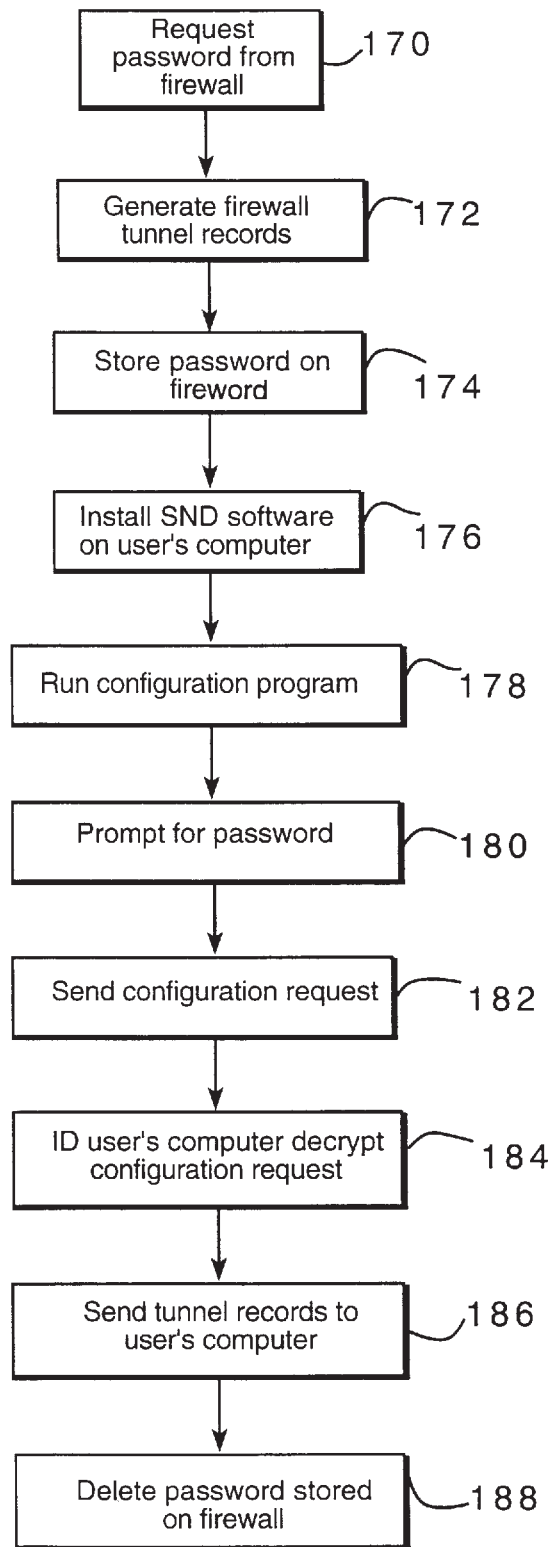 Request
password from
firewall
170
Generate firewall
tunnel records
172
Store password on
fireword
174
Install SND software
on user's computer
176
Run configuration program
178
Prompt for password
180
Send configuration request
182
ID user's computer decrypt
configuration request
184
Send tunnel records to
user's computer
186
Delete password stored
on firewall
188